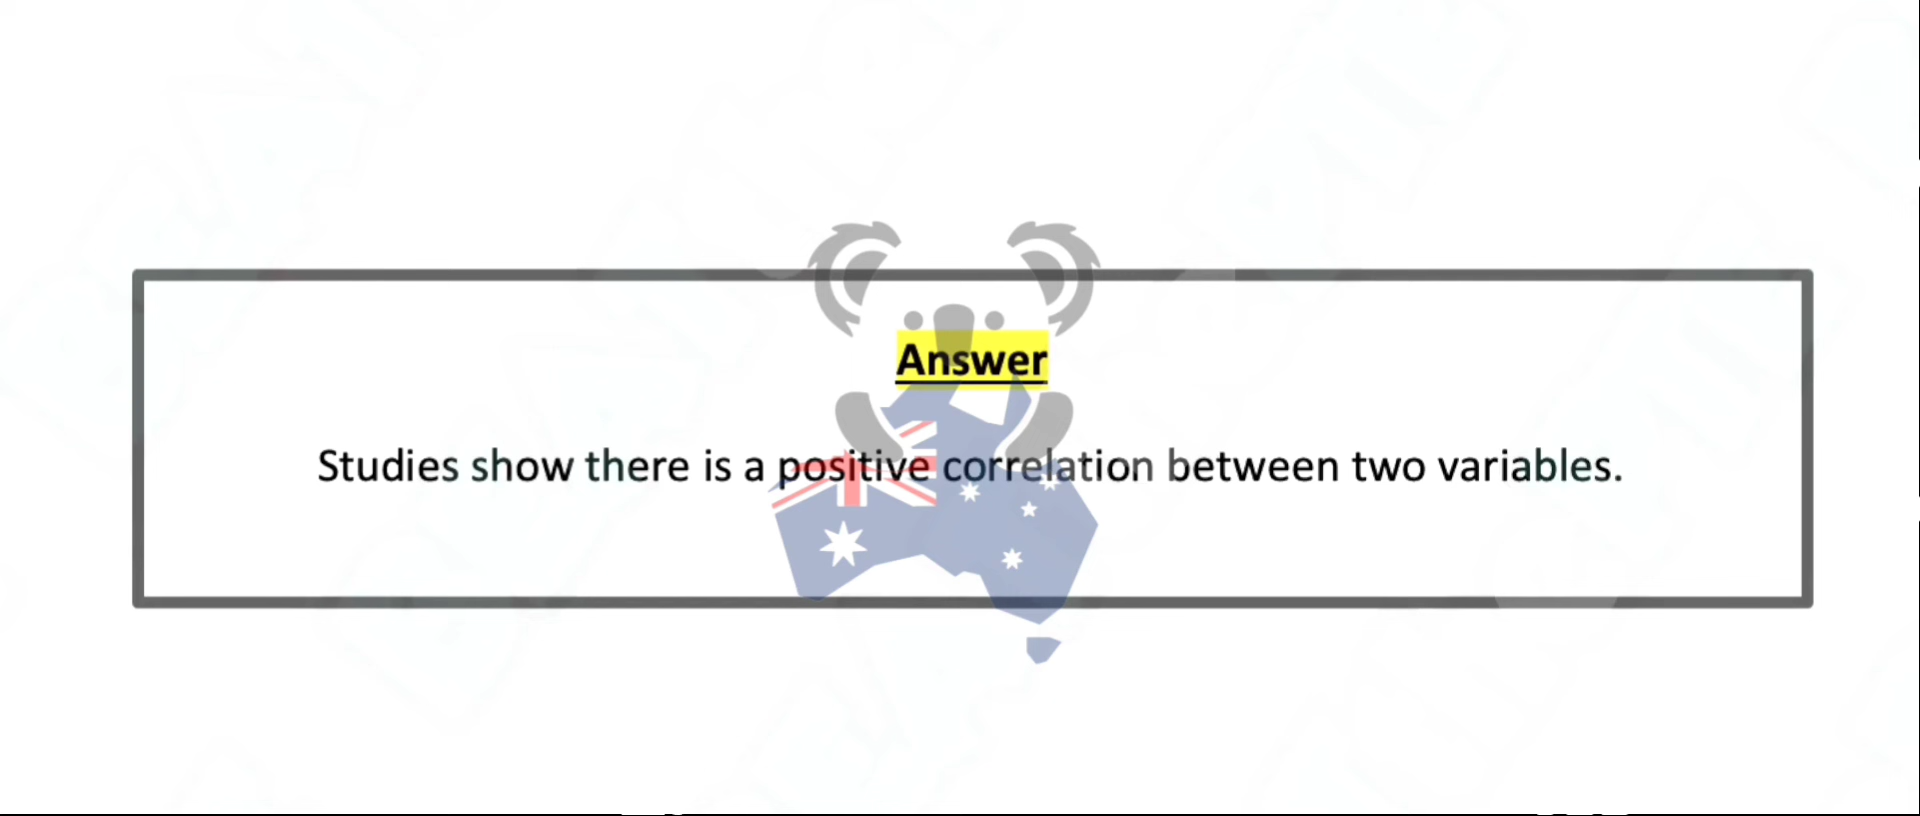 Answer
Studies show there is a positive correlation between two variables.